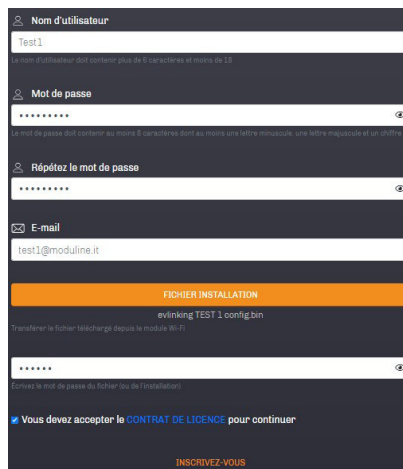 Nom d'utilisateur
Test1
Le nom d'utilisateur doit contenir plus de 6 caractères et moins de 18
Mot de passe
•••••••••
Le mot de passe doit contenir au moins 8 caractères dont au moins une lettre minuscule, une lettre majuscule et un chiffre
Répétez le mot de passe
•••••••••
E-mail
test1@moduline.it
FICHIER INSTALLATION
evlinking TEST 1 config.bin
Transférer le fichier téléchargé depuis le module Wi-Fi
••••••
Écrivez le mot de passe du fichier (ou de l'installation)
Vous devez accepter le CONTRAT DE LICENCE pour continuer
INSCRIVEZ-VOUS